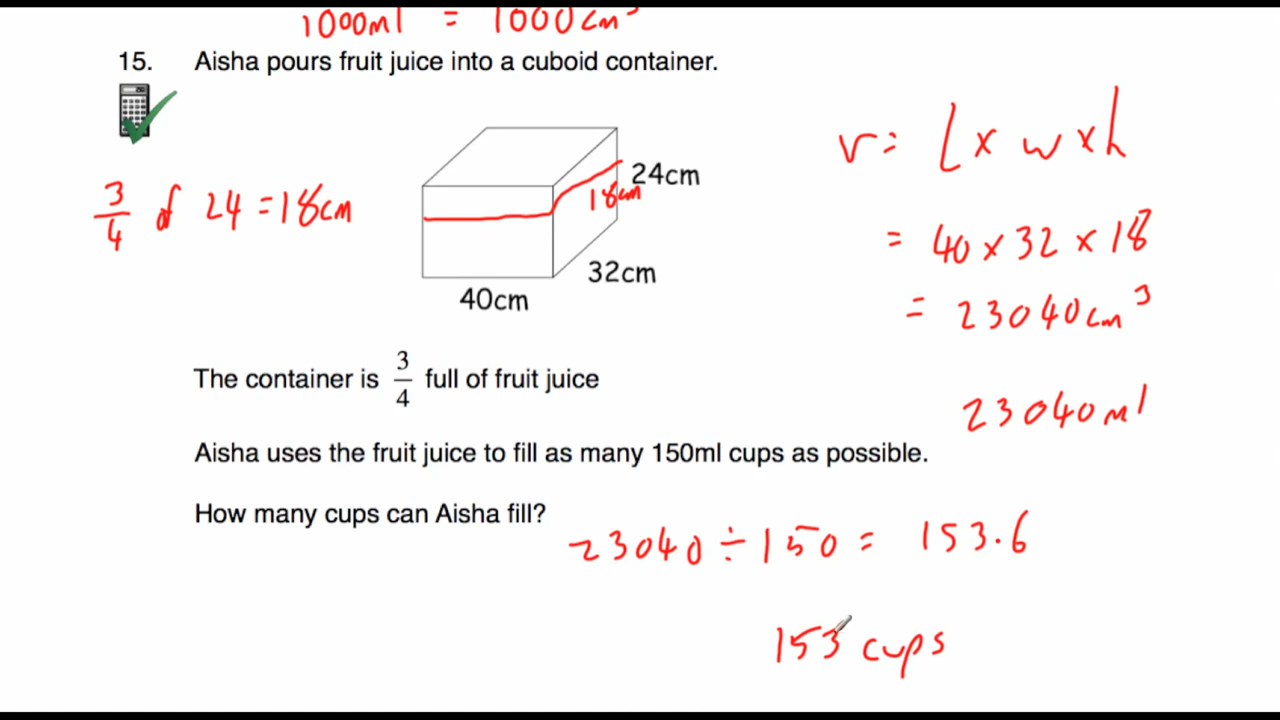 1000ml = 1000cm³
15. Aisha pours fruit juice into a cuboid container.
V = L x w x h
24cm
18cm
3/4 of 24 = 18cm
= 40 x 32 x 18
32cm
40cm
= 23040cm³
The container is 3/4 full of fruit juice
23040ml
Aisha uses the fruit juice to fill as many 150ml cups as possible.
How many cups can Aisha fill?
23040 ÷ 150 = 153.6
153 cups